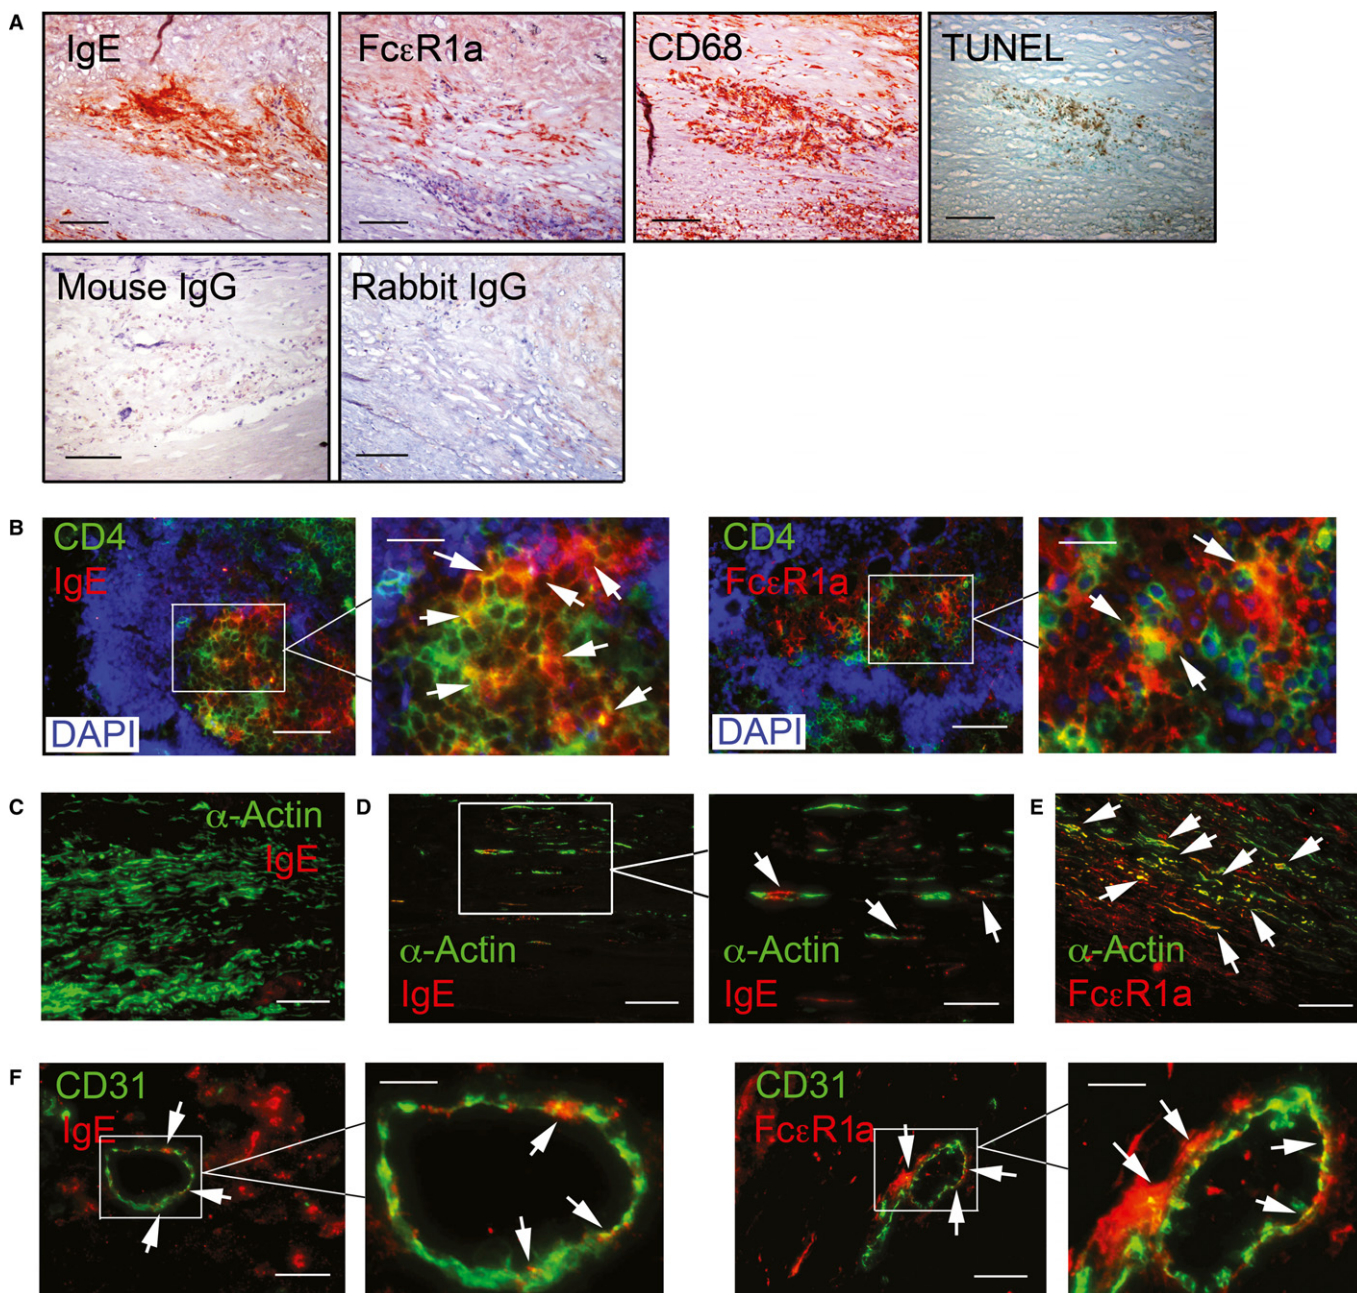 A
IgE
FcεR1a
CD68
TUNEL
Mouse IgG
Rabbit IgG
B
CD4
IgE
DAPI
CD4
FcεR1a
DAPI
C
α-Actin
IgE
D
α-Actin
IgE
α-Actin
IgE
E
α-Actin
FcεR1a
F
CD31
IgE
CD31
FcεR1a